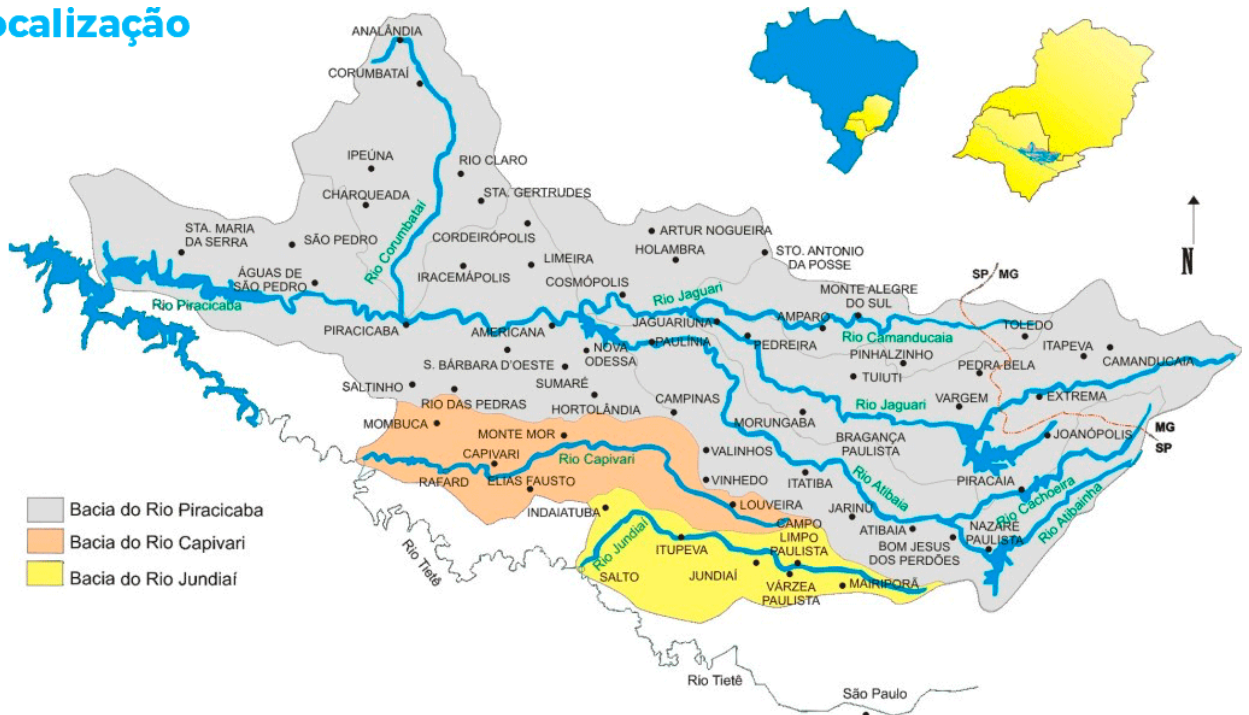 ocalização
ANALÂNDIA
CORUMBATAÍ
IPEÚNA
RIO CLARO
CHARQUEADA
STA. GERTRUDES
Rio Corumbataí
STA. MARIA
DA SERRA
SÃO PEDRO
CORDEIRÓPOLIS
ARTUR NOGUEIRA
HOLAMBRA
STO. ANTONIO
DA POSSE
ÁGUAS DE
SÃO PEDRO
IRACEMÁPOLIS
LIMEIRA
COSMÓPOLIS
N
SP
MG
Rio Piracicaba
Rio Jaguari
MONTE ALEGRE
DO SUL
PIRACICABA
AMERICANA
JAGUARIÚNA
AMPARO
Rio Camanducaia
TOLEDO
ITAPEVA
CAMANDUCAIA
PAULÍNIA
PEDREIRA
NOVA
ODESSA
PINHALZINHO
S. BÁRBARA D'OESTE
TUIUTI
PEDRA BELA
SALTINHO
SUMARÉ
RIO DAS PEDRAS
HORTOLÂNDIA
CAMPINAS
Rio Jaguari
VARGEM
EXTREMA
MOMBUCA
MONTE MOR
MORUNGABA
BRAGANÇA
PAULISTA
JOANÓPOLIS
MG
SP
CAPIVARI
Rio Capivari
VALINHOS
RAFARD
ELIAS FAUSTO
VINHEDO
ITATIBA
Rio Atibaia
PIRACAIA
Rio Cachoeira
Rio Atibainha
INDAIATUBA
LOUVEIRA
JARINU
CAMPO
LIMPO
PAULISTA
ATIBAIA
NAZARÉ
PAULISTA
BOM JESUS
DOS PERDÕES
Rio Jundiaí
ITUPEVA
SALTO
JUNDIAÍ
VÁRZEA
PAULISTA
MAIRIPORÃ
Bacia do Rio Piracicaba
Bacia do Rio Capivari
Bacia do Rio Jundiaí
Rio Tietê
Rio Tietê
São Paulo